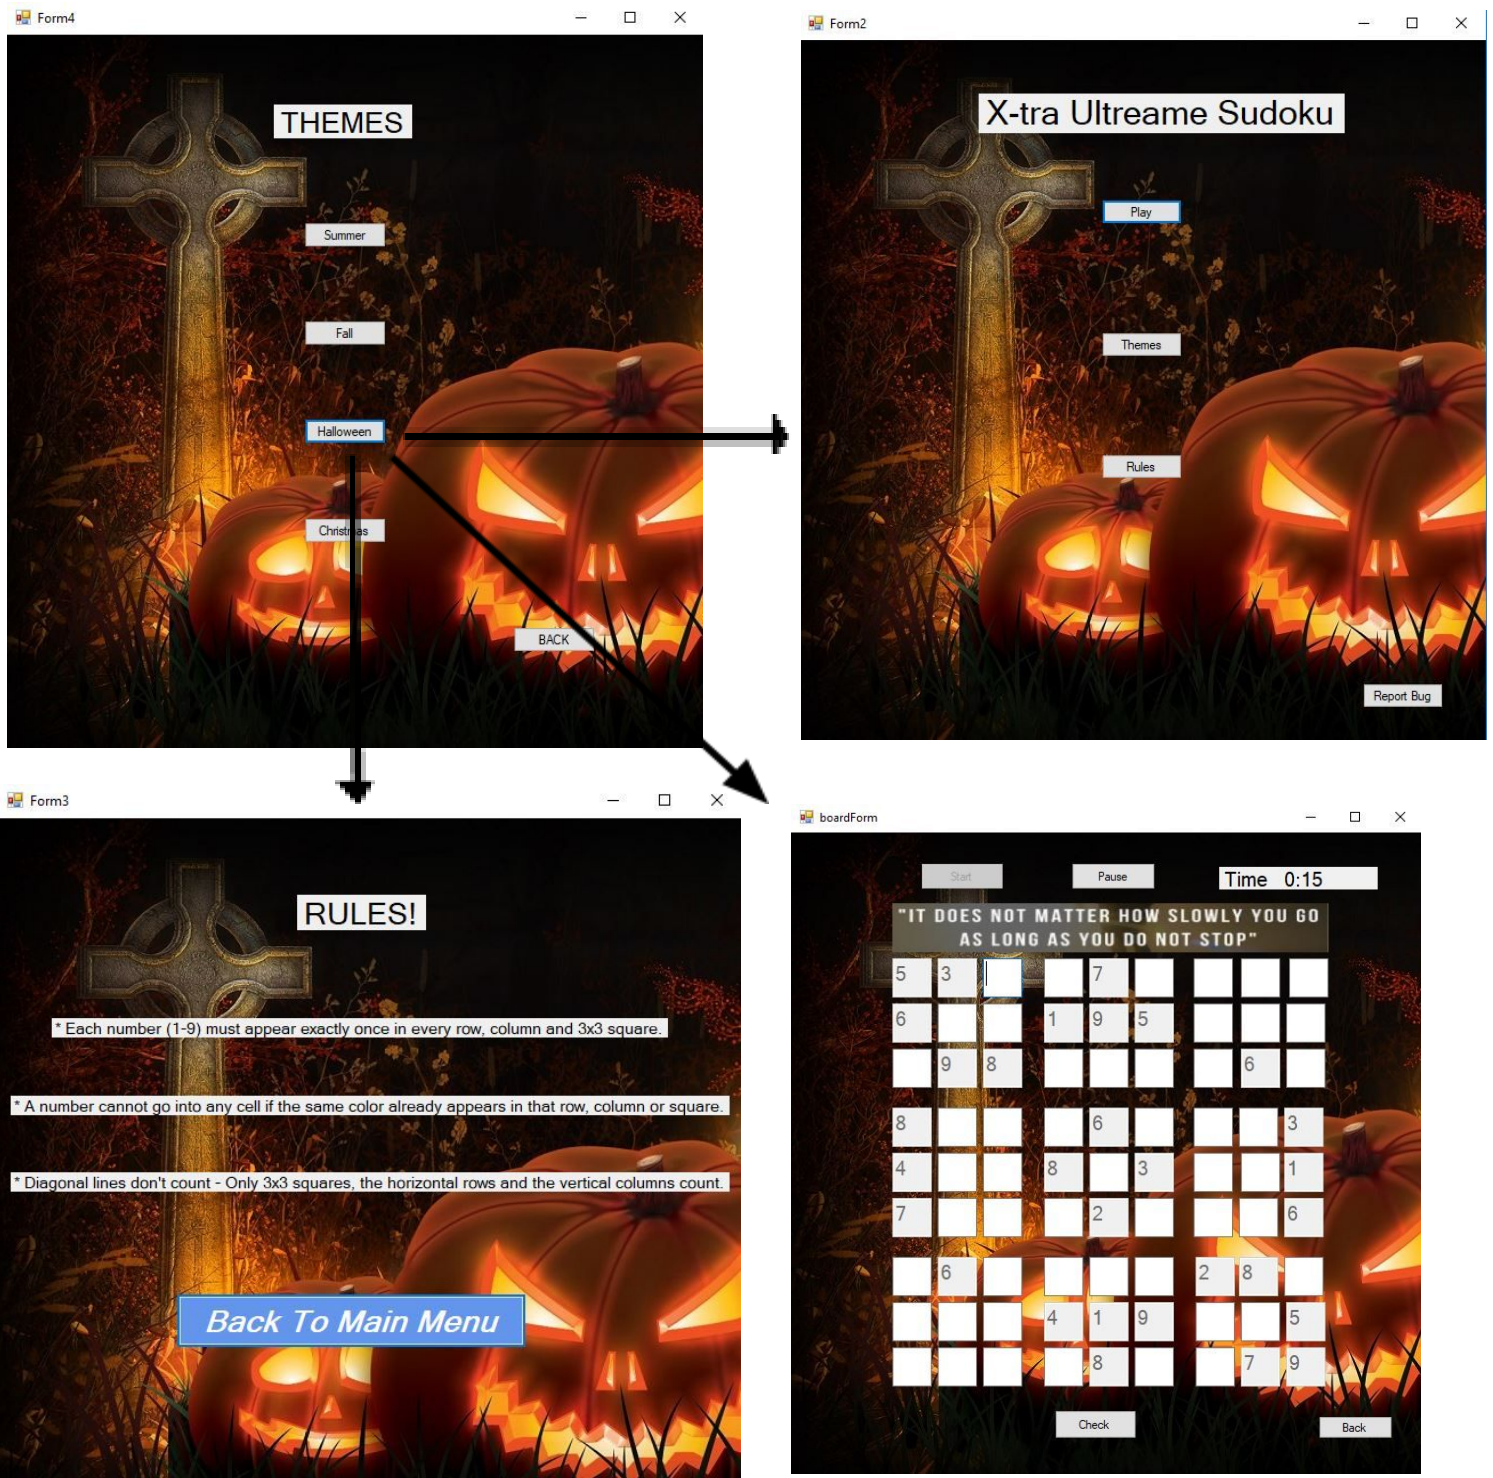 Form4
THEMES
Summer
Fall
Halloween
Christmas
BACK
Form2
X-tra Ultreame Sudoku
Play
Themes
Rules
Report Bug
Form3
RULES!
* Each number (1-9) must appear exactly once in every row, column and 3x3 square.
* A number cannot go into any cell if the same color already appears in that row, column or square.
* Diagonal lines don't count - Only 3x3 squares, the horizontal rows and the vertical columns count.
Back To Main Menu
boardForm
Start Pause Time 0:15
"IT DOES NOT MATTER HOW SLOWLY YOU GO
AS LONG AS YOU DO NOT STOP"
5 3 7
6 1 9 5
9 8 6
8 6 3
4 8 3 1
7 2 6
6 2 8
4 1 9 5
8 7 9
Check Back